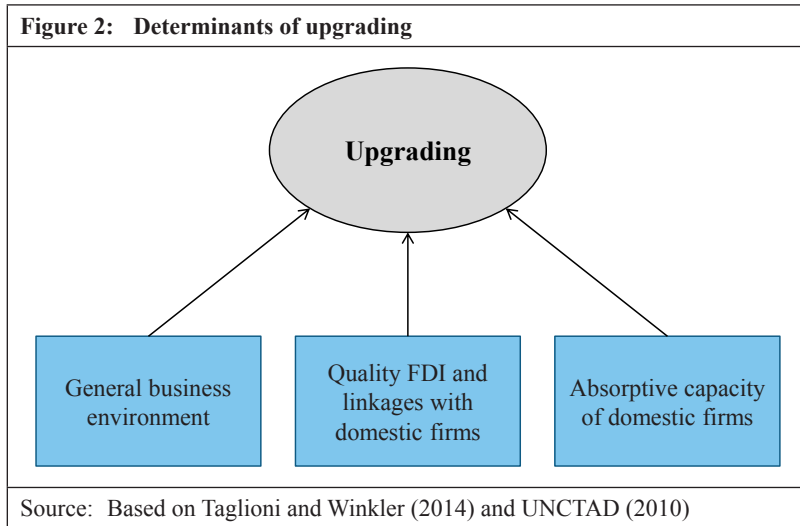 Figure 2: Determinants of upgrading
Upgrading
General business
environment
Quality FDI and
linkages with
domestic firms
Absorptive capacity
of domestic firms
Source: Based on Taglioni and Winkler (2014) and UNCTAD (2010)